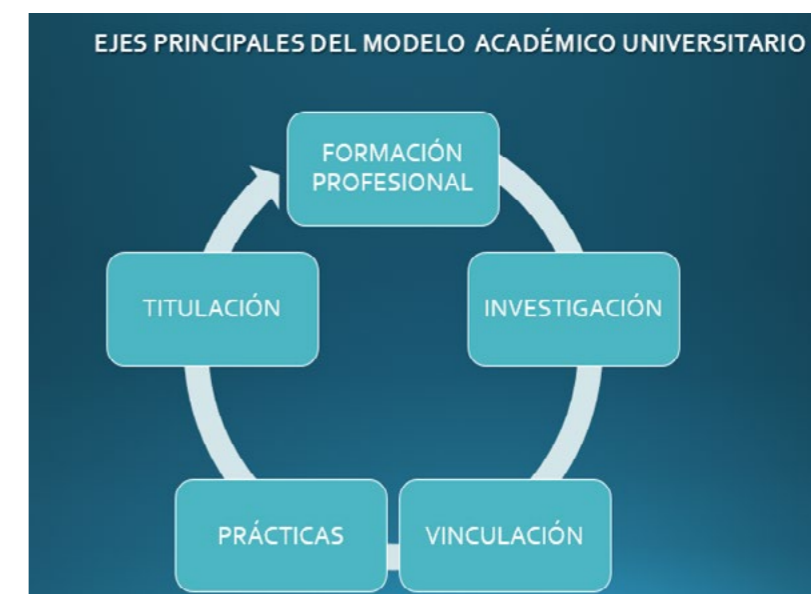 EJES PRINCIPALES DEL MODELO ACADÉMICO UNIVERSITARIO
FORMACIÓN
PROFESIONAL
INVESTIGACIÓN
VINCULACIÓN
PRÁCTICAS
TITULACIÓN